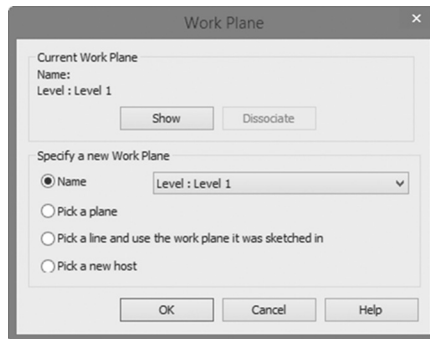 Work Plane
Current Work Plane
Name:
Level : Level 1
Show Dissociate
Specify a new Work Plane
Name Level : Level 1
Pick a plane
Pick a line and use the work plane it was sketched in
Pick a new host
OK Cancel Help